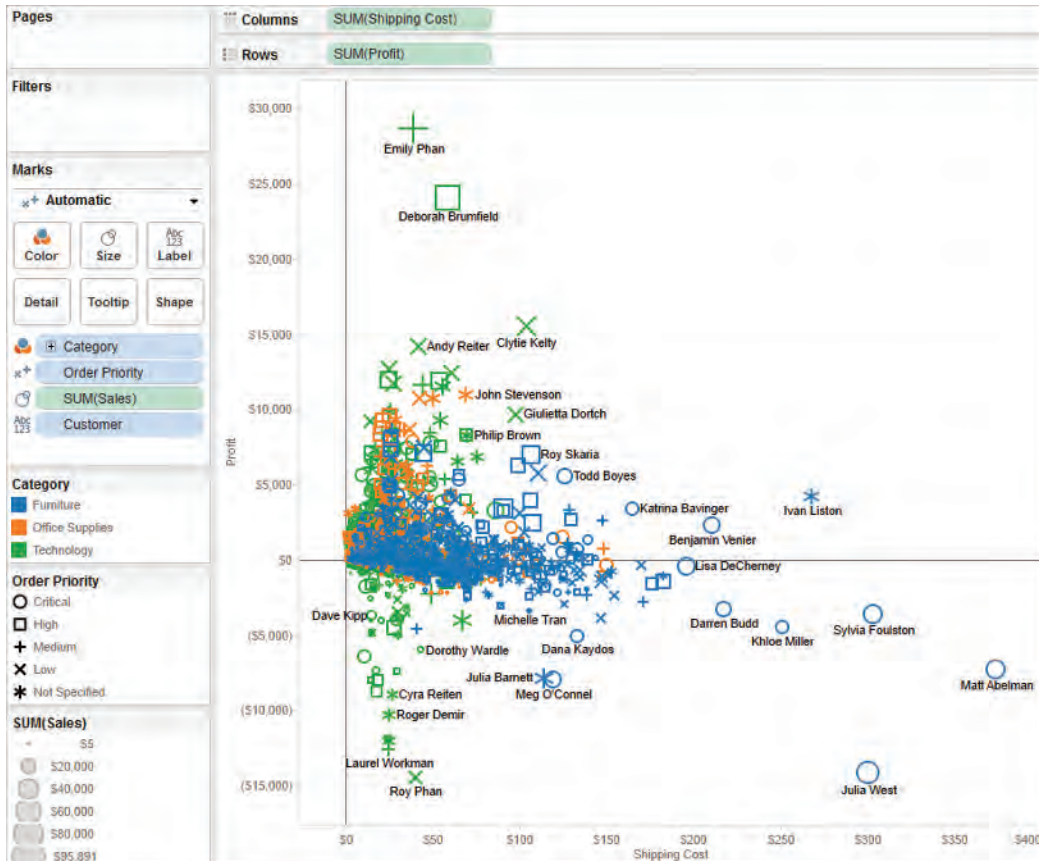 Pages
Columns SUM(Shipping Cost)
Rows SUM(Profit)
Filters
Marks
Automatic
Color Size Abc 123 Label
Detail Tooltip Shape
Category
Order Priority
SUM(Sales)
Abc 123 Customer
Category
Furniture
Office Supplies
Technology
Order Priority
Critical
High
Medium
Low
Not Specified
SUM(Sales)
$5
$20,000
$40,000
$60,000
$80,000
$95,891
Profit
$30,000
$25,000
$20,000
$15,000
$10,000
$5,000
$0
($5,000)
($10,000)
($15,000)
Emily Phan
Deborah Brumfield
Clytie Kelty
Andy Reiter
John Stevenson
Giulietta Dortch
Philip Brown
Roy Skaria
Todd Boyes
Ivan Liston
Katrina Bavinger
Benjamin Venier
Lisa DeCherney
Dave Kipp
Michelle Tran
Darren Budd
Khloe Miller
Sylvia Foulston
Dorothy Wardle
Dana Kaydos
Julia Barnett
Matt Abelman
Cyra Reiten
Meg O'Connel
Roger Demir
Laurel Workman
Roy Phan
Julia West
$0 $50 $100 $150 $200 $250 $300 $350 $400
Shipping Cost